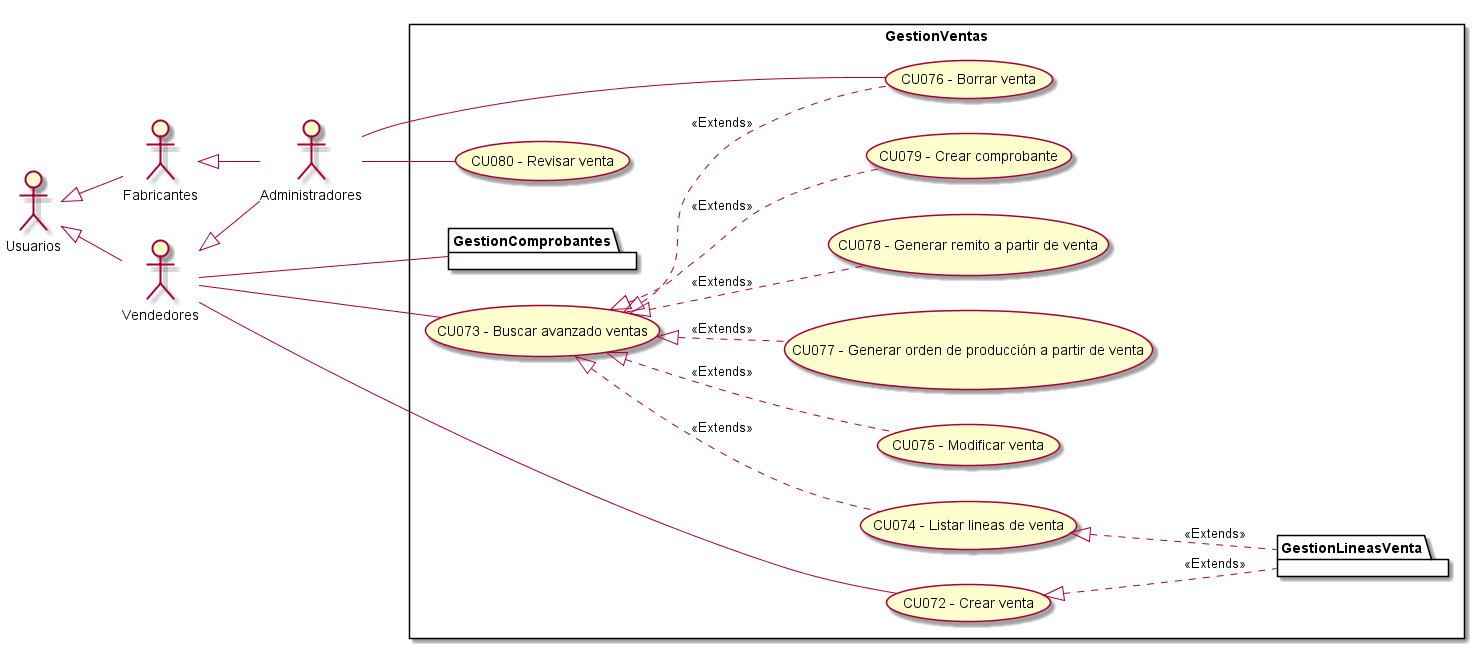 GestionVentas
CU076 - Borrar venta
«Extends»
CU079 - Crear comprobante
CU080 - Revisar venta
Fabricantes
Administradores
«Extends»
Usuarios
GestionComprobantes
CU078 - Generar remito a partir de venta
«Extends»
Vendedores
CU073 - Buscar avanzado ventas
«Extends»
CU077 - Generar orden de producción a partir de venta
«Extends»
CU075 - Modificar venta
«Extends»
CU074 - Listar lineas de venta
«Extends»
GestionLineasVenta
«Extends»
CU072 - Crear venta